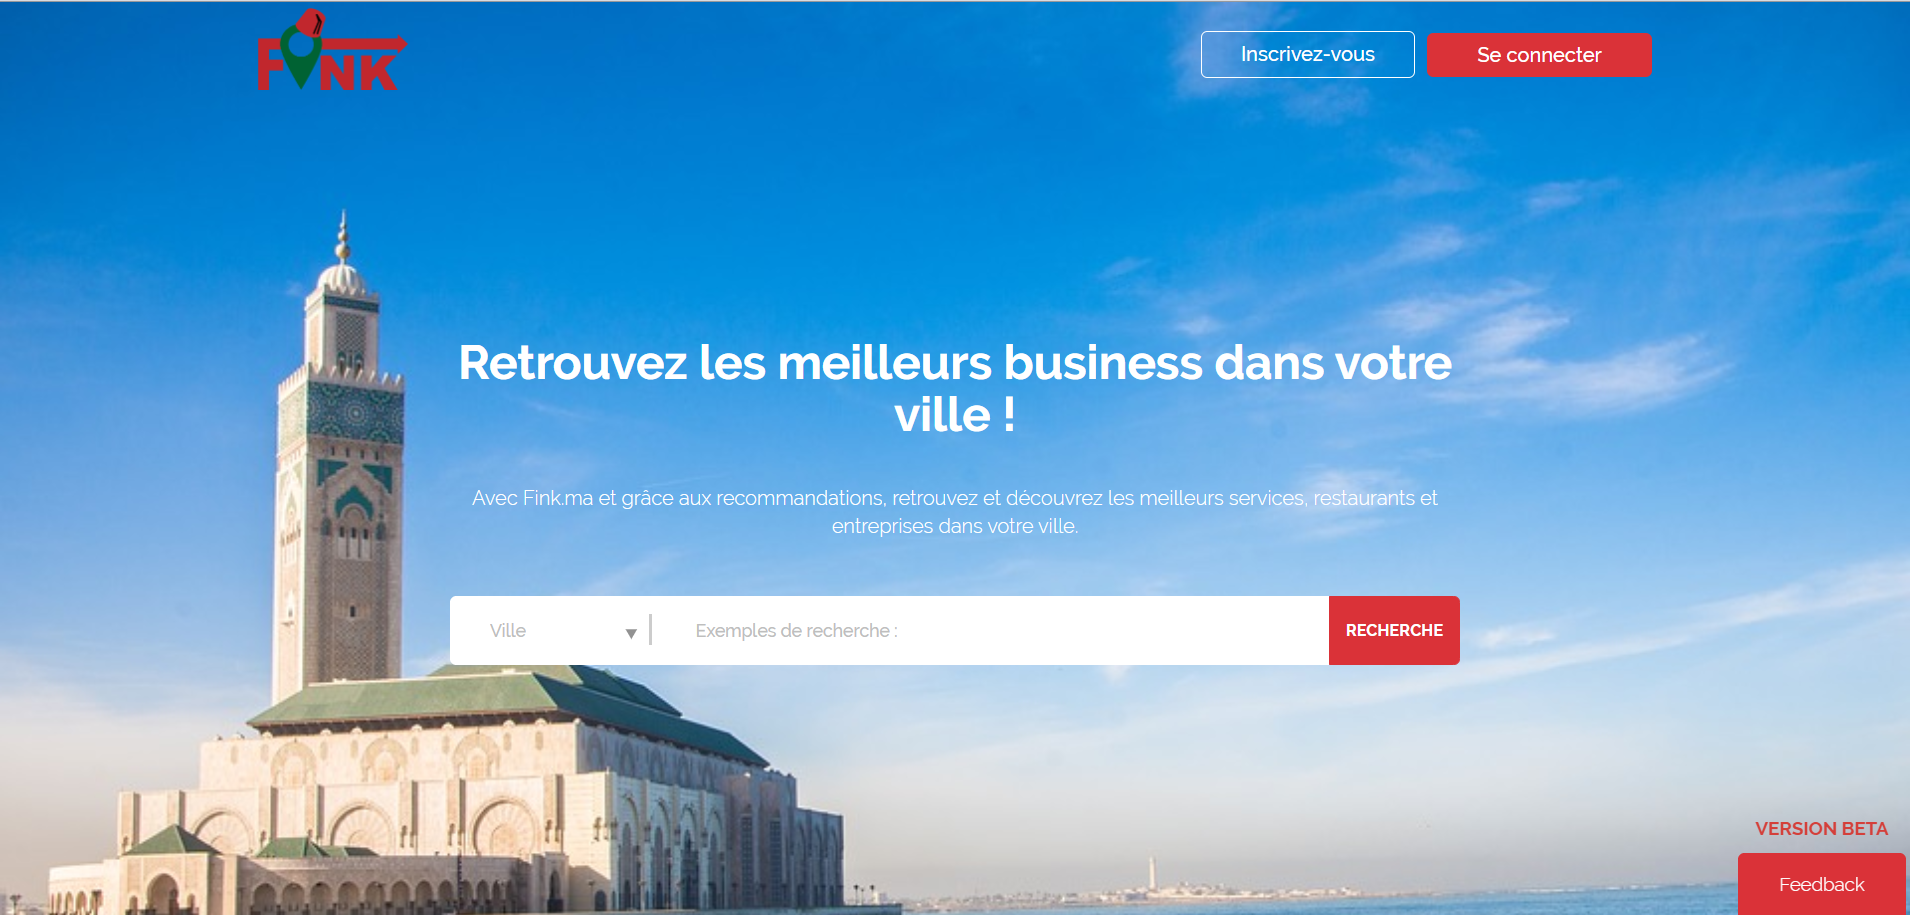 FINK
Inscrivez-vous
Se connecter
Retrouvez les meilleurs business dans votre
ville !
Avec Fink.ma et grâce aux recommandations, retrouvez et découvrez les meilleurs services, restaurants et
entreprises dans votre ville.
Ville
Exemples de recherche :
RECHERCHE
VERSION BETA
Feedback